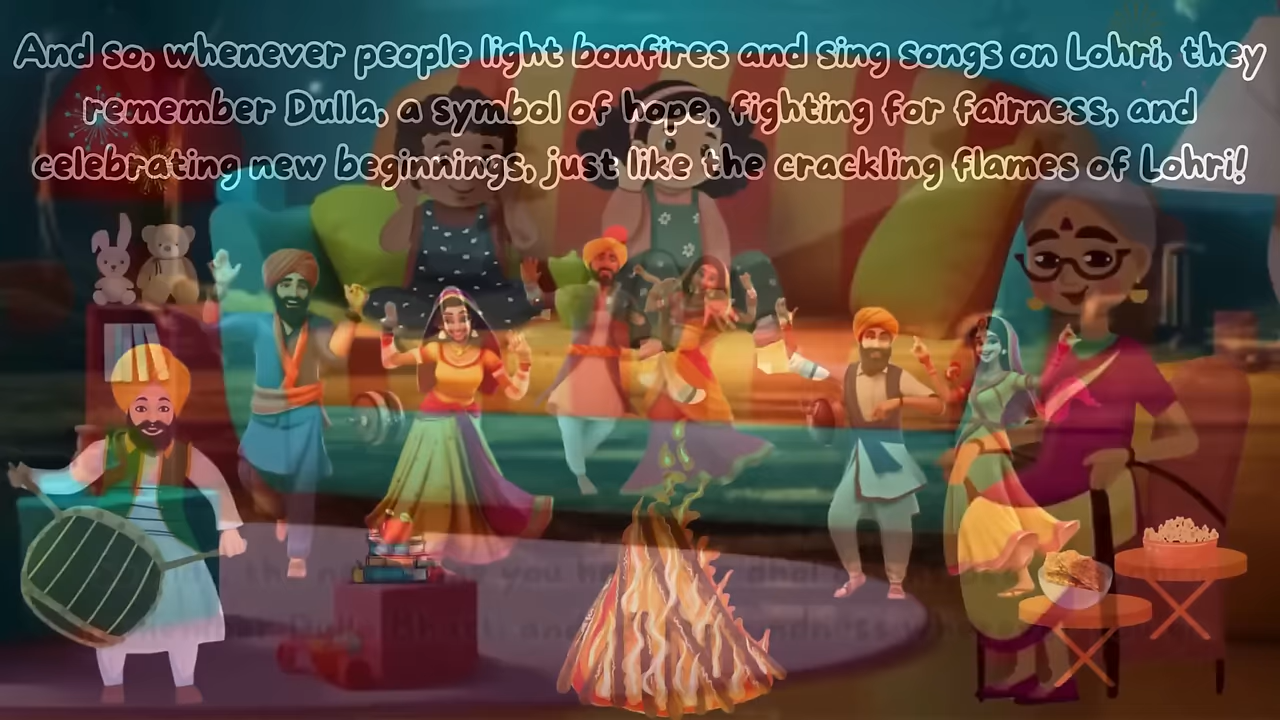 And so, whenever people light bonfires and sing songs on Lohri, they
remember Dulla, a symbol of hope, fighting for fairness, and
celebrating new beginnings, just like the crackling flames of Lohri!